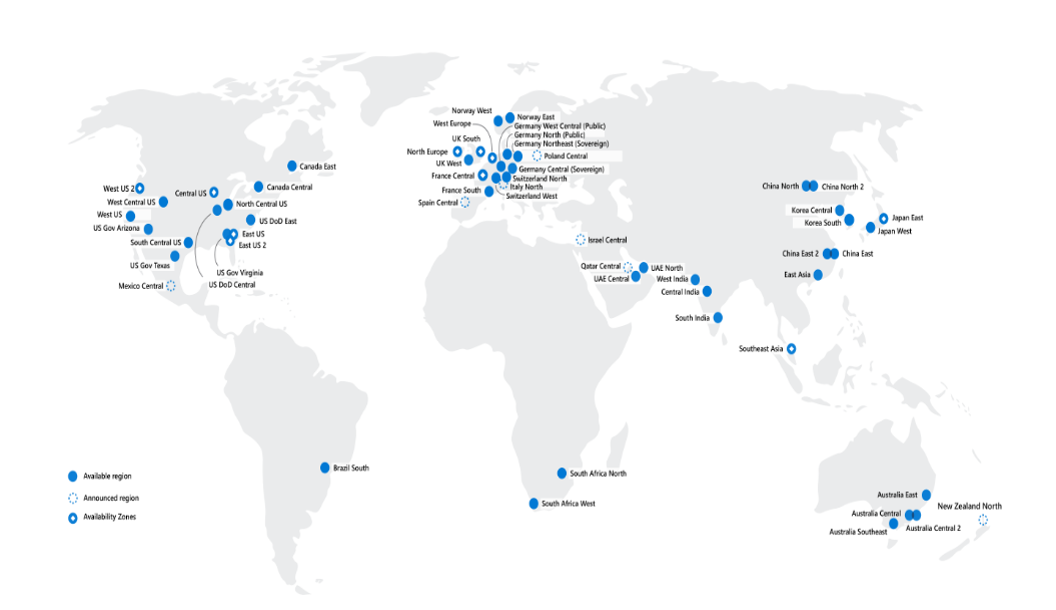 Norway West
Norway East
West Europe
Germany West Central (Public)
Germany North (Public)
UK South
Germany Northeast (Sovereign)
North Europe
Poland Central
UK West
Germany Central (Sovereign)
France Central
Switzerland North
Italy North
France South
Switzerland West
Spain Central
Canada East
West US 2
Central US
Canada Central
West Central US
North Central US
West US
US DoD East
US Gov Arizona
East US
South Central US
East US 2
US Gov Texas
US Gov Virginia
US DoD Central
Mexico Central
China North
China North 2
Korea Central
Japan East
Korea South
Japan West
Israel Central
China East 2
China East
Qatar Central
UAE North
East Asia
UAE Central
West India
Central India
South India
Southeast Asia
Brazil South
South Africa North
South Africa West
Available region
Announced region
Availability Zones
Australia East
New Zealand North
Australia Central
Australia Central 2
Australia Southeast